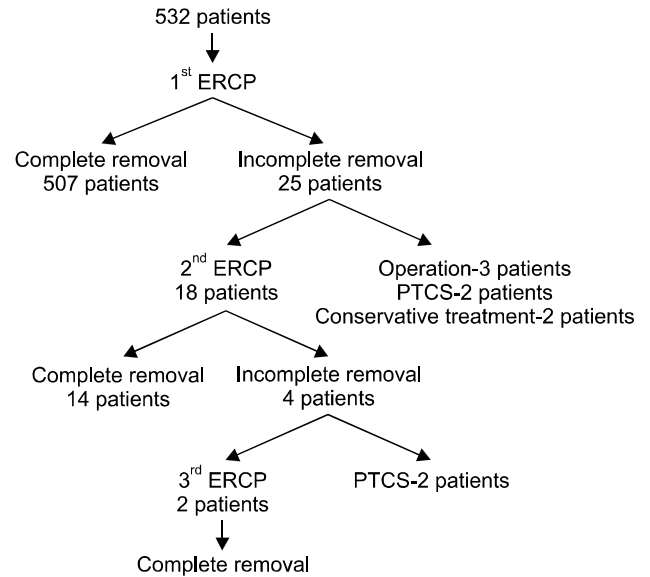 532 patients
1st ERCP
Complete removal
507 patients
Incomplete removal
25 patients
2nd ERCP
18 patients
Operation-3 patients
PTCS-2 patients
Conservative treatment-2 patients
Complete removal
14 patients
Incomplete removal
4 patients
3rd ERCP
2 patients
PTCS-2 patients
Complete removal